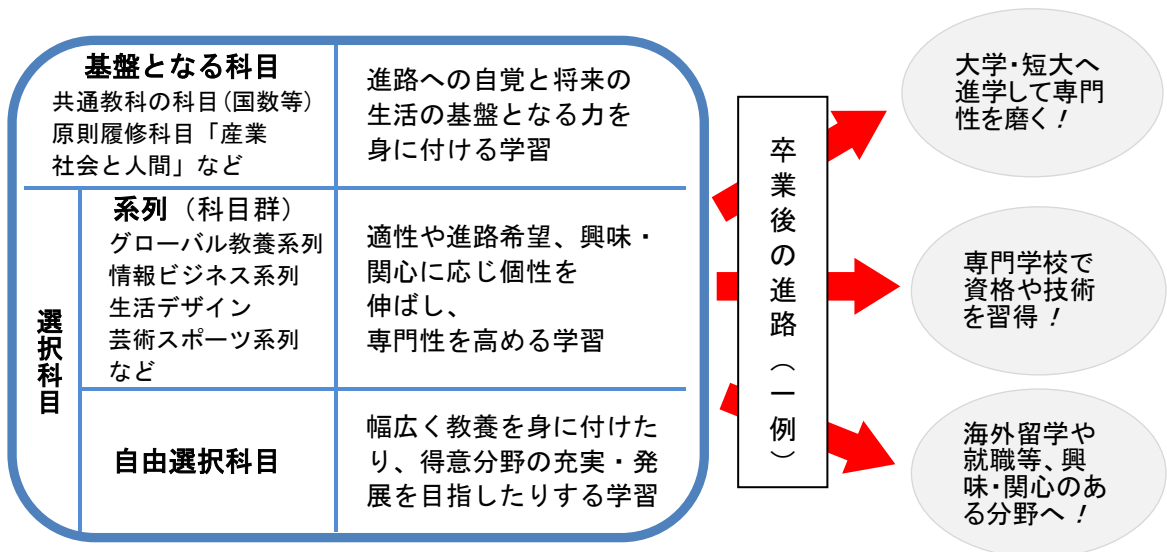 基盤となる科目
共通教科の科目(国数等)
原則履修科目「産業
社会と人間」など
進路への自覚と将来の
生活の基盤となる力を
身に付ける学習
選択科目
系列（科目群）
グローバル教養系列
情報ビジネス系列
生活デザイン
芸術スポーツ系列
など
適性や進路希望、興味・
関心に応じ個性を
伸ばし、
専門性を高める学習
自由選択科目
幅広く教養を身に付けた
り、得意分野の充実・発
展を目指したりする学習
卒業後の進路（一例）
大学・短大へ
進学して専門
性を磨く！
専門学校で
資格や技術
を習得！
海外留学や
就職等、興
味・関心のあ
る分野へ！